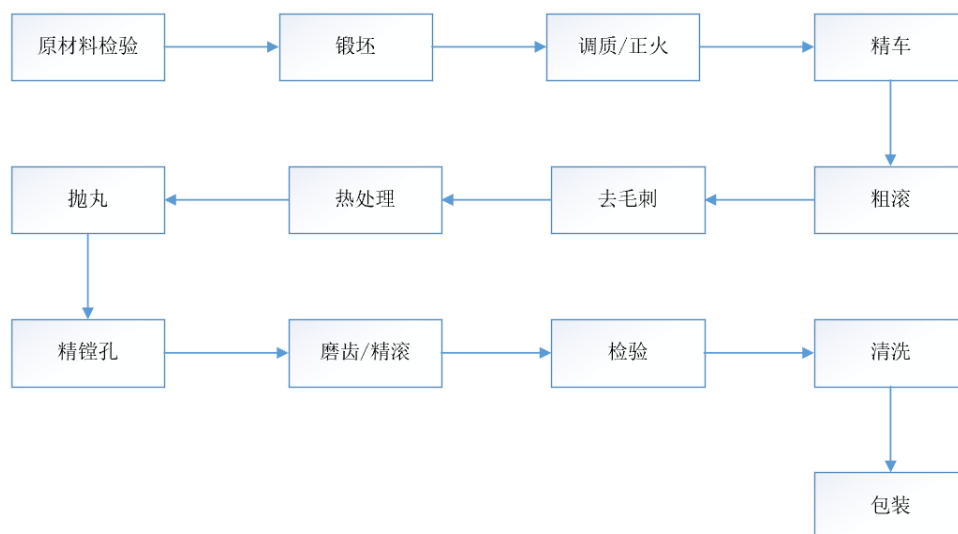 原材料检验
锻坯
调质/正火
精车
粗滚
去毛刺
热处理
抛丸
精镗孔
磨齿/精滚
检验
清洗
包装